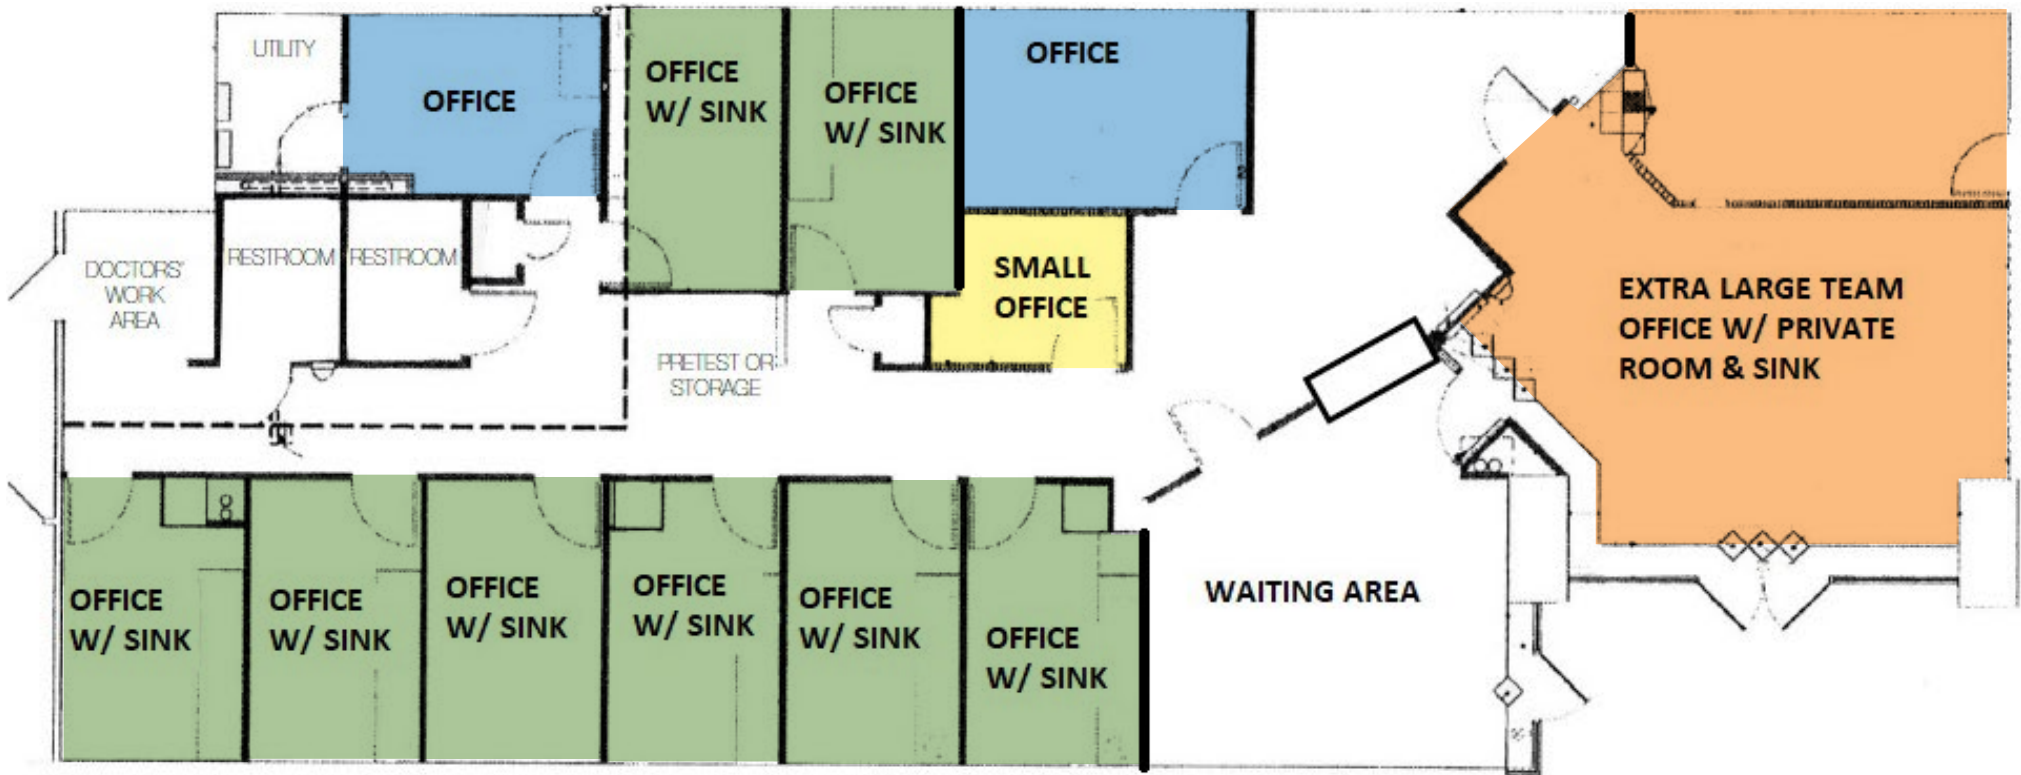 UTILITY
OFFICE
OFFICE
W/ SINK
OFFICE
W/ SINK
OFFICE
DOCTORS'
WORK
AREA
RESTROOM
RESTROOM
PRETEST OR
STORAGE
SMALL
OFFICE
EXTRA LARGE TEAM
OFFICE W/ PRIVATE
ROOM & SINK
OFFICE
W/ SINK
OFFICE
W/ SINK
OFFICE
W/ SINK
OFFICE
W/ SINK
OFFICE
W/ SINK
OFFICE
W/ SINK
WAITING AREA